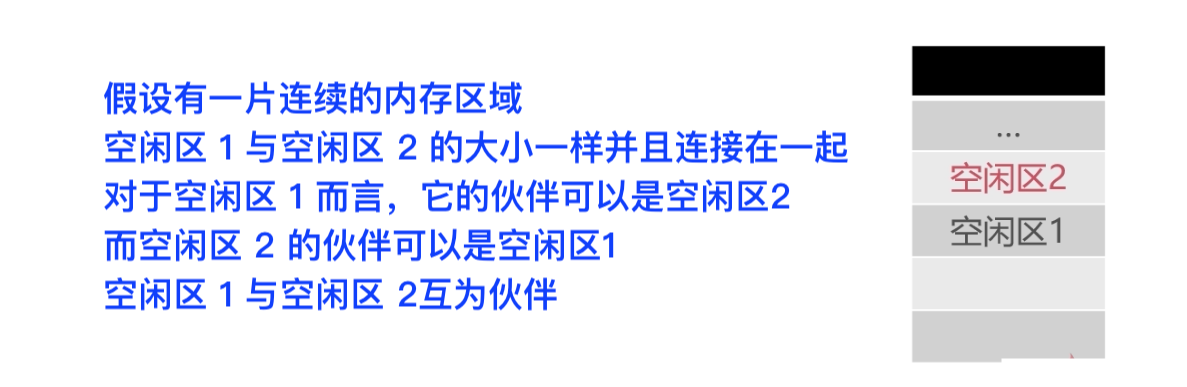 假设有一片连续的内存区域
空闲区 1 与空闲区 2 的大小一样并且连接在一起
对于空闲区 1 而言，它的伙伴可以是空闲区2
而空闲区 2 的伙伴可以是空闲区1
空闲区 1 与空闲区 2互为伙伴
...
空闲区2
空闲区1